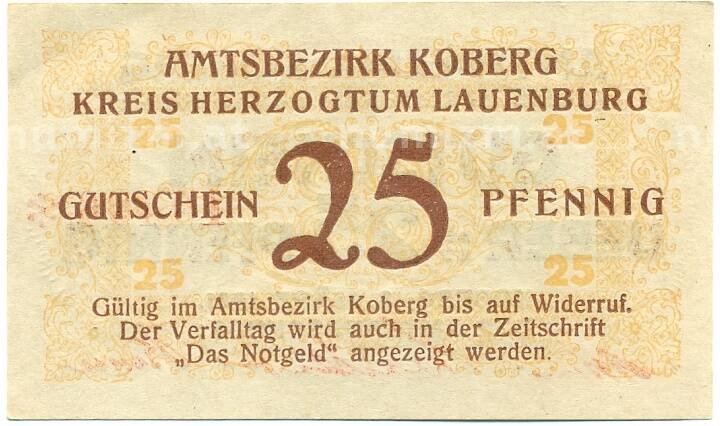 AMTSBEZIRK KOBERG
KREIS HERZOGTUM LAUENBURG
25 25
GUTSCHEIN 25 PFENNIG
25 25
Gültig im Amtsbezirk Koberg bis auf Widerruf.
Der Verfalltag wird auch in der Zeitschrift
„Das Notgeld“ angezeigt werden.